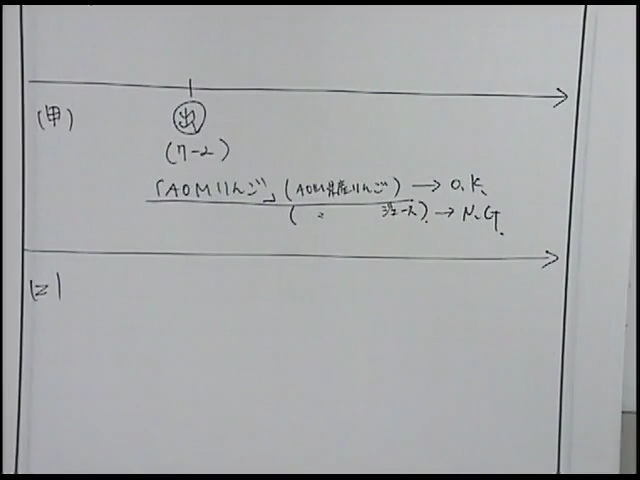 (甲)
出
(7-2)
「AOMりんご」(AOM県産りんご) → O.K.
( 〃 ジュース) → N.G.
(乙)